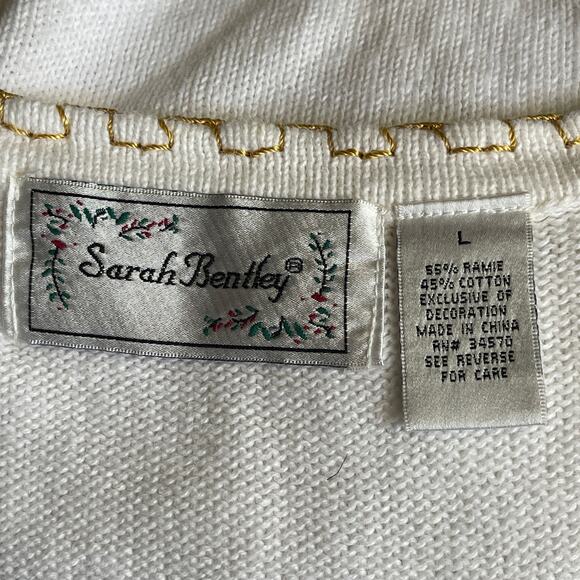 Sarah Bentley®
L
55% RAMIE
45% COTTON
EXCLUSIVE OF
DECORATION
MADE IN CHINA
RN# 34570
SEE REVERSE
FOR CARE